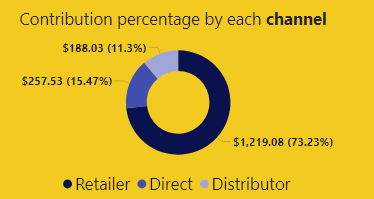 Contribution percentage by each channel
$188.03 (11.3%)
$257.53 (15.47%)
$1,219.08 (73.23%)
Retailer Direct Distributor